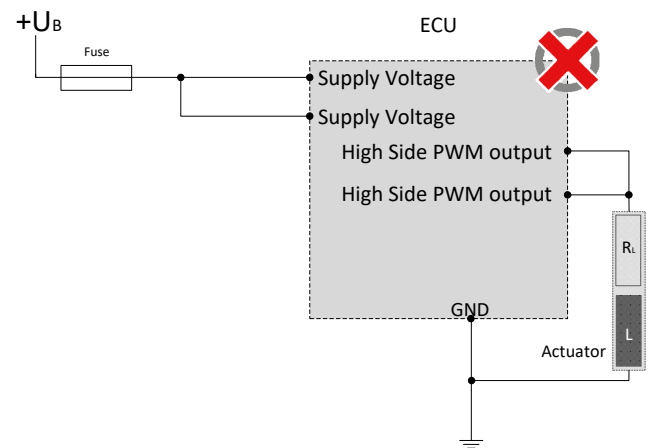 +UB
ECU
Fuse
Supply Voltage
Supply Voltage
High Side PWM output
High Side PWM output
RL
GND
L
Actuator